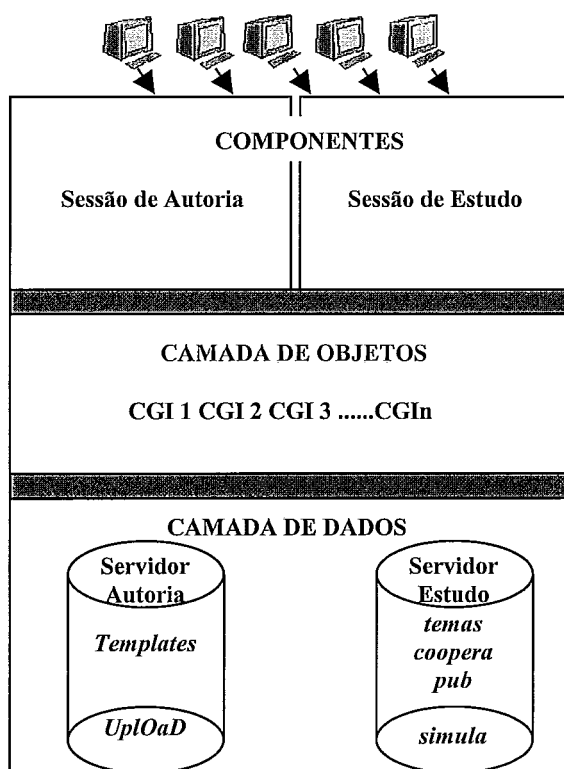 COMPONENTES
Sessão de Autoria
Sessão de Estudo
CAMADA DE OBJETOS
CGI 1 CGI 2 CGI 3 ......CGIn
CAMADA DE DADOS
Servidor
Autoria
Templates
UplOaD
Servidor
Estudo
temas
coopera
pub
simula